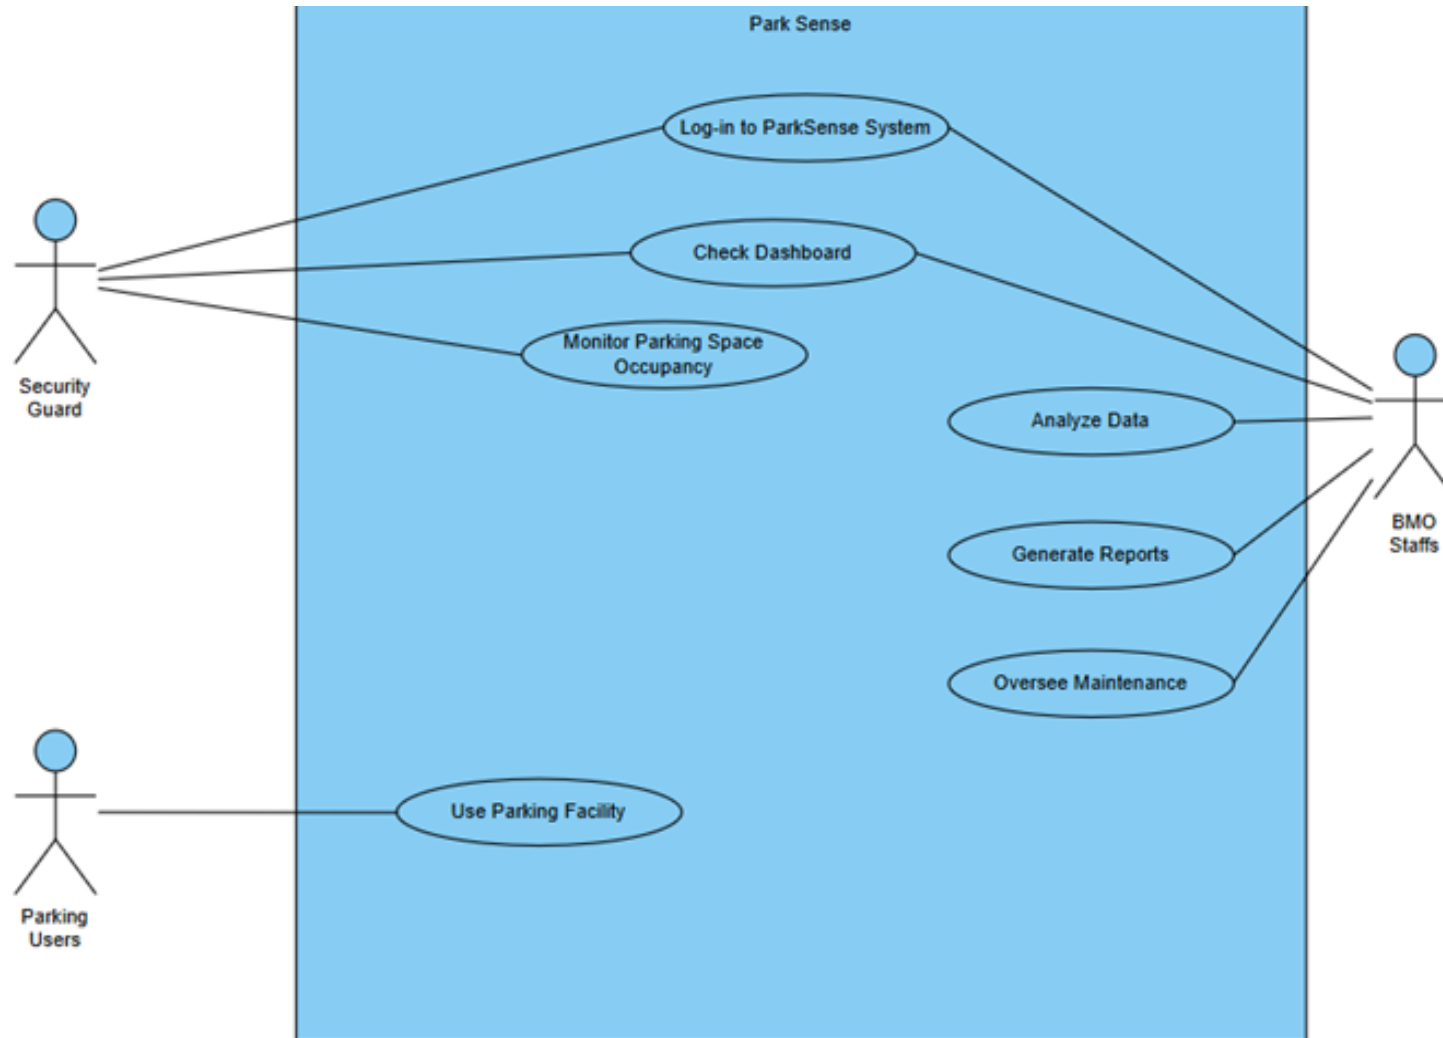 Park Sense
Log-in to ParkSense System
Check Dashboard
Monitor Parking Space
Occupancy
Security
Guard
Analyze Data
BMO
Staffs
Generate Reports
Oversee Maintenance
Use Parking Facility
Parking
Users